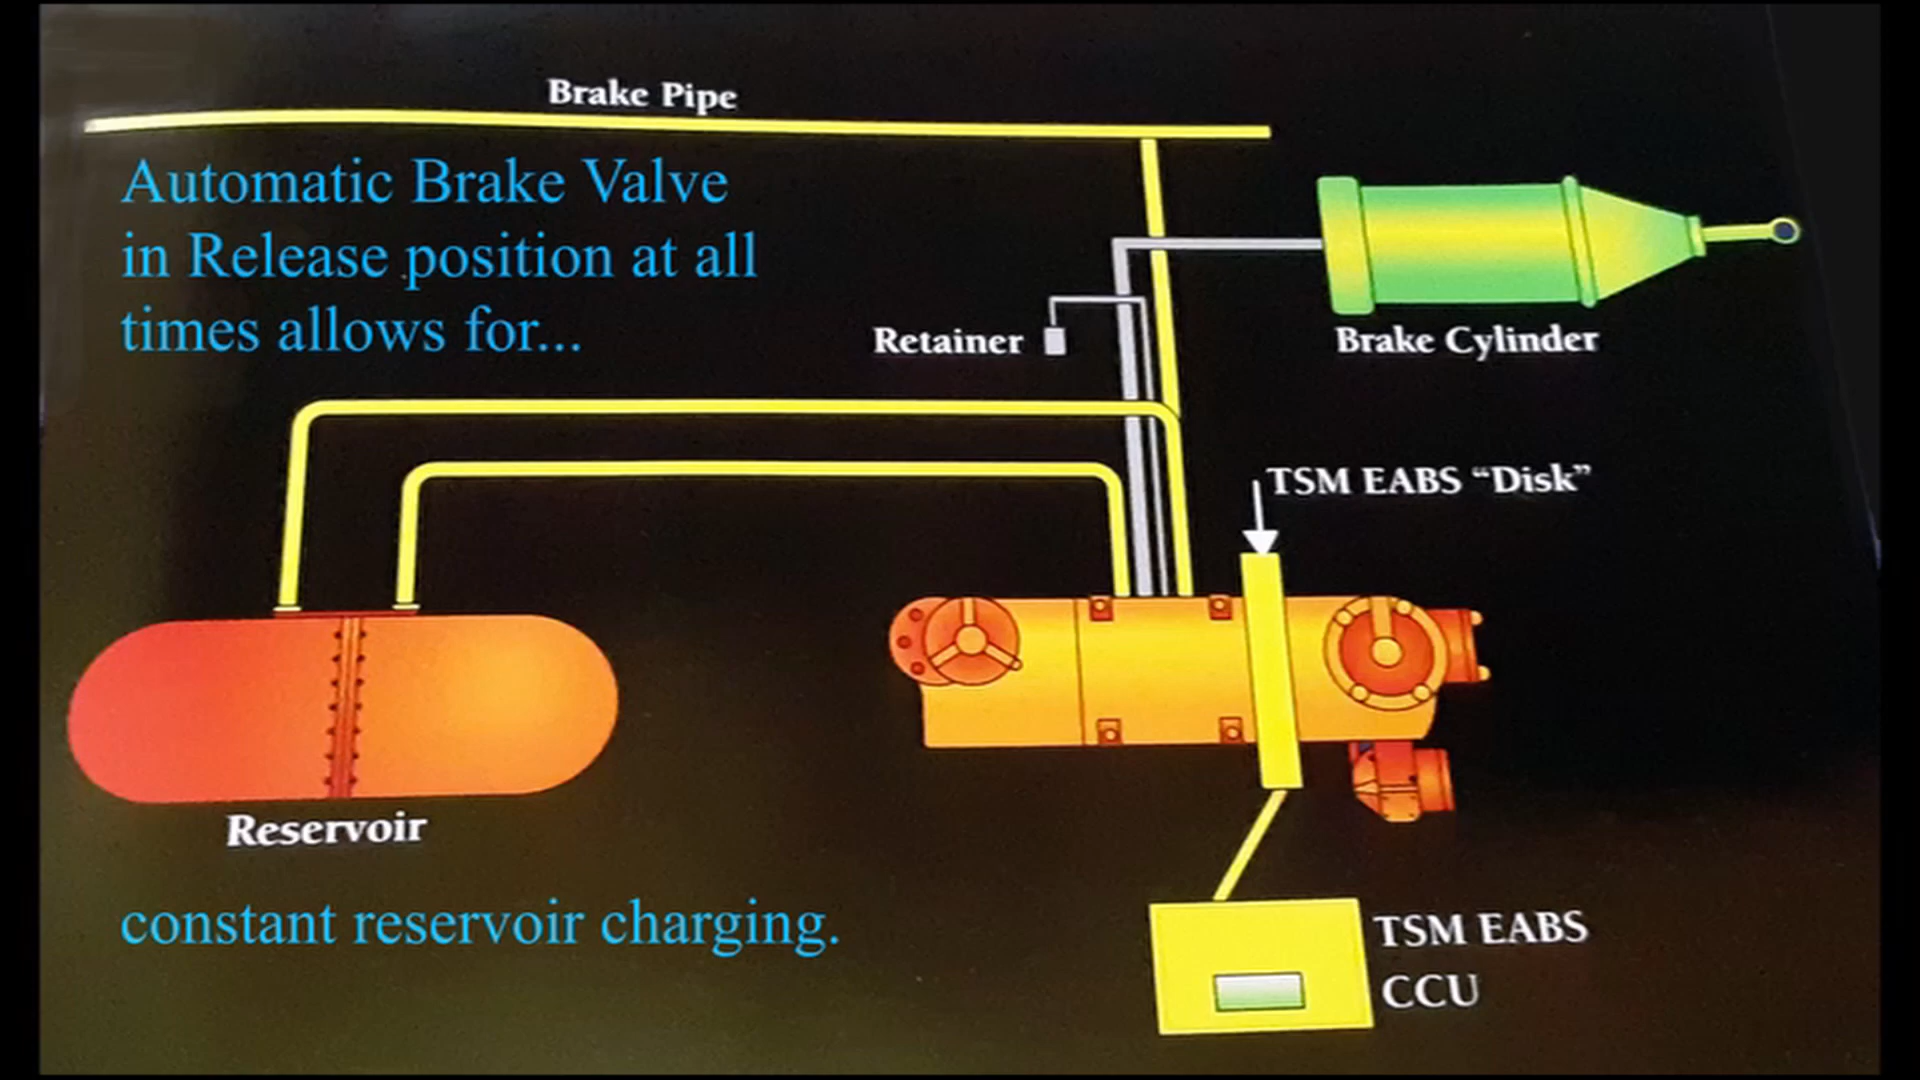 Brake Pipe
Automatic Brake Valve
in Release position at all
times allows for...
Retainer
Brake Cylinder
TSM EABS “Disk”
Reservoir
constant reservoir charging.
TSM EABS
CCU